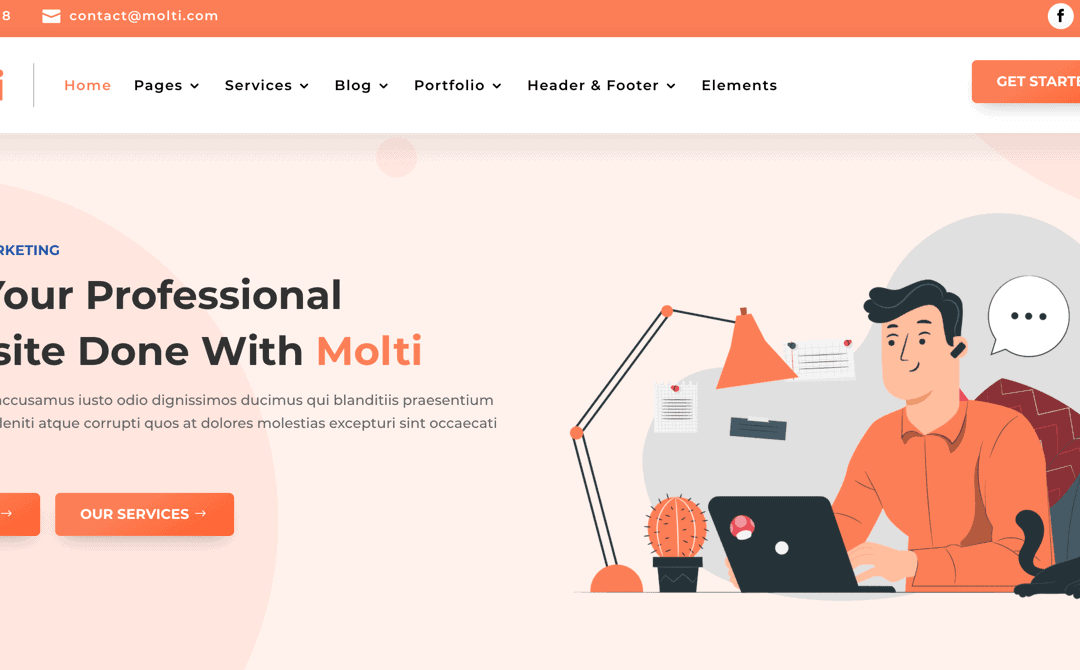 8 contact@molti.com
i Home Pages Services Blog Portfolio Header & Footer Elements GET STARTE
RKETING
Your Professional
site Done With Molti
accusamus iusto odio dignissimos ducimus qui blanditiis praesentium
leniti atque corrupti quos at dolores molestias excepturi sint occaecati
→ OUR SERVICES →